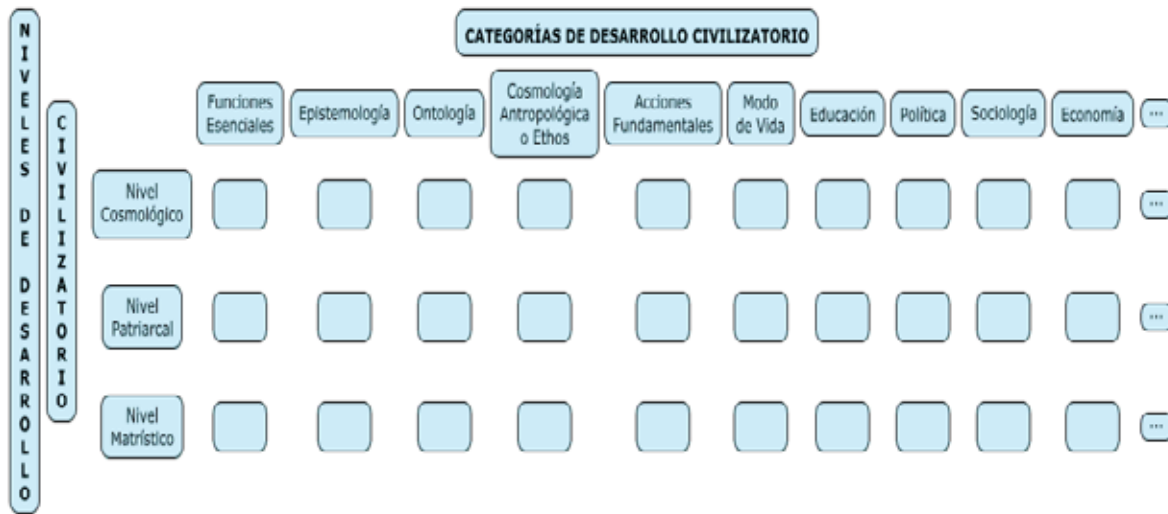 NIVELES DE DESARROLLO
CIVILIZATORIO
CATEGORÍAS DE DESARROLLO CIVILIZATORIO
Funciones
Esenciales
Epistemología
Ontología
Cosmología
Antropológica
o Ethos
Acciones
Fundamentales
Modo
de Vida
Educación
Política
Sociología
Economía
...
Nivel
Cosmológico
...
Nivel
Patriarcal
...
Nivel
Matrístico
...